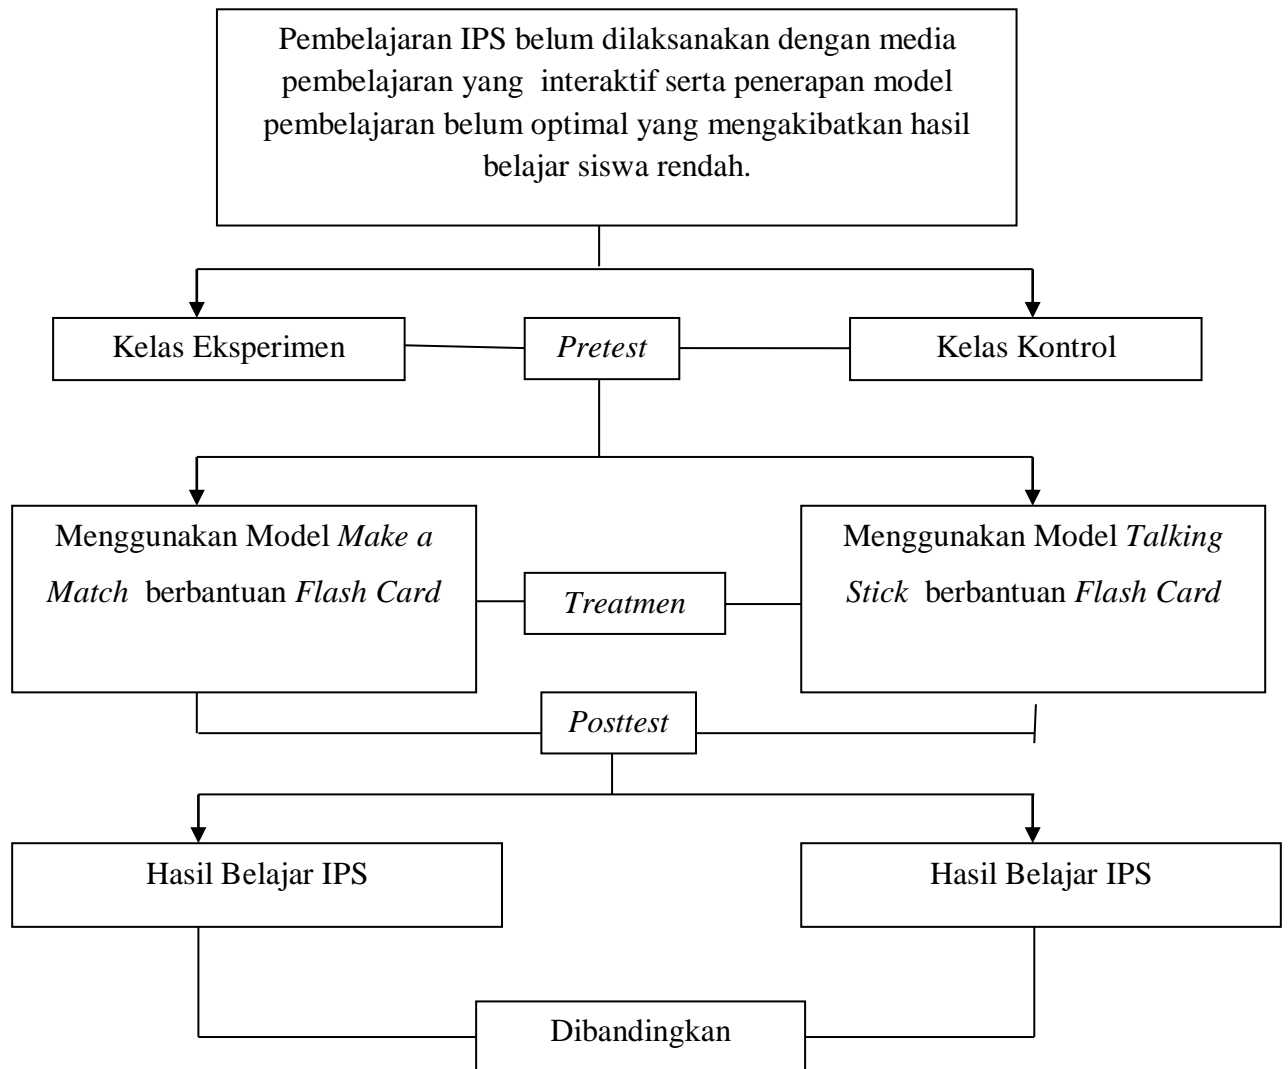 Pembelajaran IPS belum dilaksanakan dengan media
pembelajaran yang interaktif serta penerapan model
pembelajaran belum optimal yang mengakibatkan hasil
belajar siswa rendah.
Kelas Eksperimen
Pretest
Kelas Kontrol
Menggunakan Model Make a
Match berbantuan Flash Card
Treatmen
Menggunakan Model Talking
Stick berbantuan Flash Card
Posttest
Hasil Belajar IPS
Hasil Belajar IPS
Dibandingkan